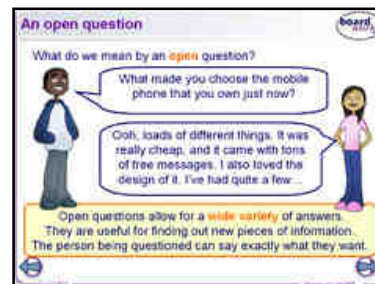 An open question
board
What do we mean by an open question?
What made you choose the mobile
phone that you own just now?
Ooh, loads of different things. It was
really cheap, and it came with tons
of free messages. I also loved the
design of it. I've had quite a few...
Open questions allow for a wide variety of answers.
They are useful for finding out new pieces of information.
The person being questioned can say exactly what they want.